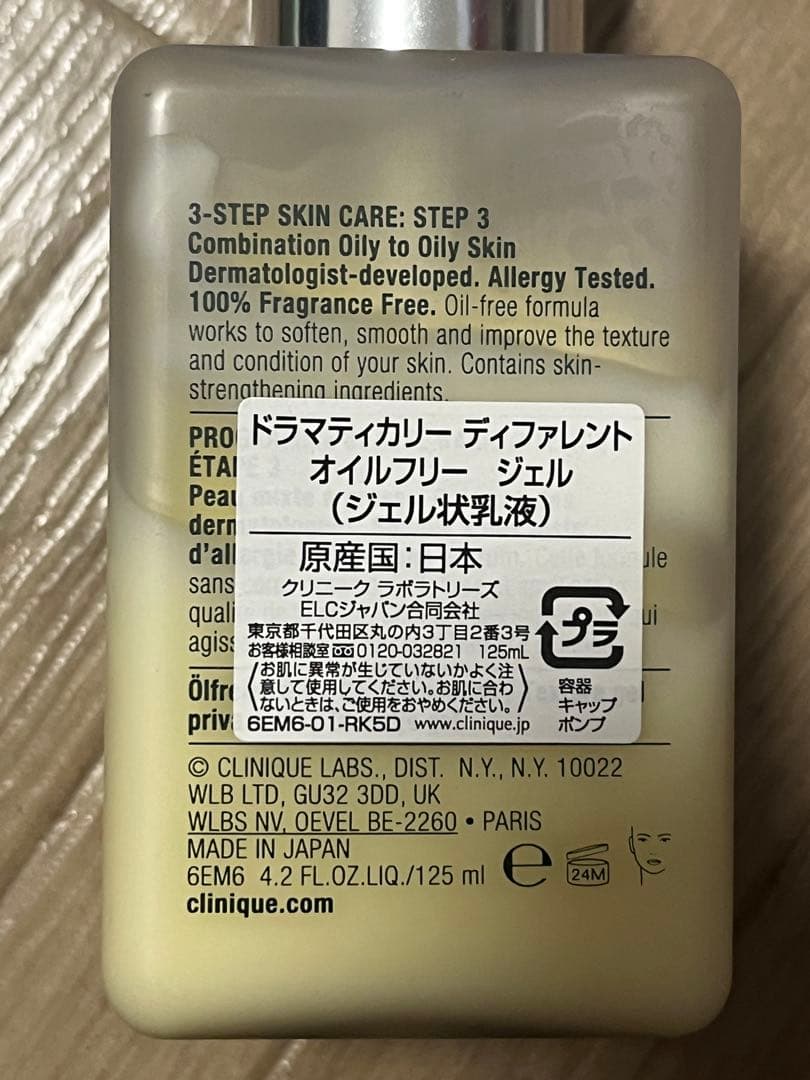 3-STEP SKIN CARE: STEP 3
Combination Oily to Oily Skin
Dermatologist-developed. Allergy Tested.
100% Fragrance Free. Oil-free formula
works to soften, smooth and improve the texture
and condition of your skin. Contains skin-
strengthening ingredients.
ドラマティカリー ディファレント
オイルフリー ジェル
(ジェル状乳液)
原産国:日本
クリニーク ラボラトリーズ
ELCジャパン合同会社
東京都千代田区丸の内3丁目2番3号
お客様相談室 0120-032821 125mL
お肌に異常が生じていないかよく注
意して使用してください。お肌に合わ
ないときは、ご使用をおやめください。
6EM6-01-RK5D www.clinique.jp
プラ
容器
キャップ
ポンプ
PRO
ÉTAP 3
Peau mixte
derm
d'all
sans
quali
agiss
Ölfre
priva
© CLINIQUE LABS., DIST. N.Y., N.Y. 10022
WLB LTD, GU32 3DD, UK
WLBS NV, OEVEL BE-2260 • PARIS
MADE IN JAPAN
6EM6 4.2 FL.OZ.LIQ./125 ml e 24M
clinique.com